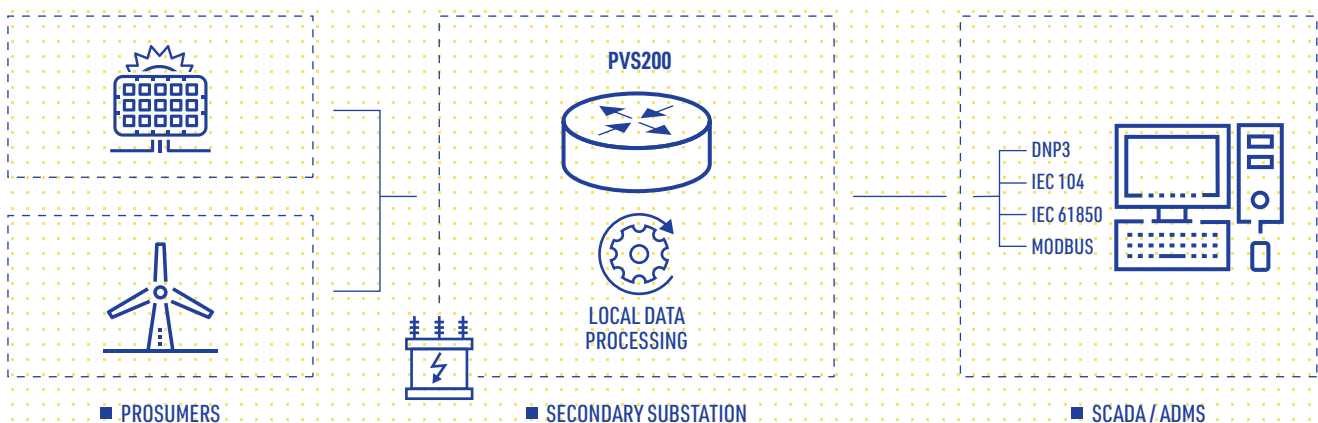 PVS200
LOCAL DATA
PROCESSING
DNP3
IEC 104
IEC 61850
MODBUS
PROSUMERS
SECONDARY SUBSTATION
SCADA / ADMS